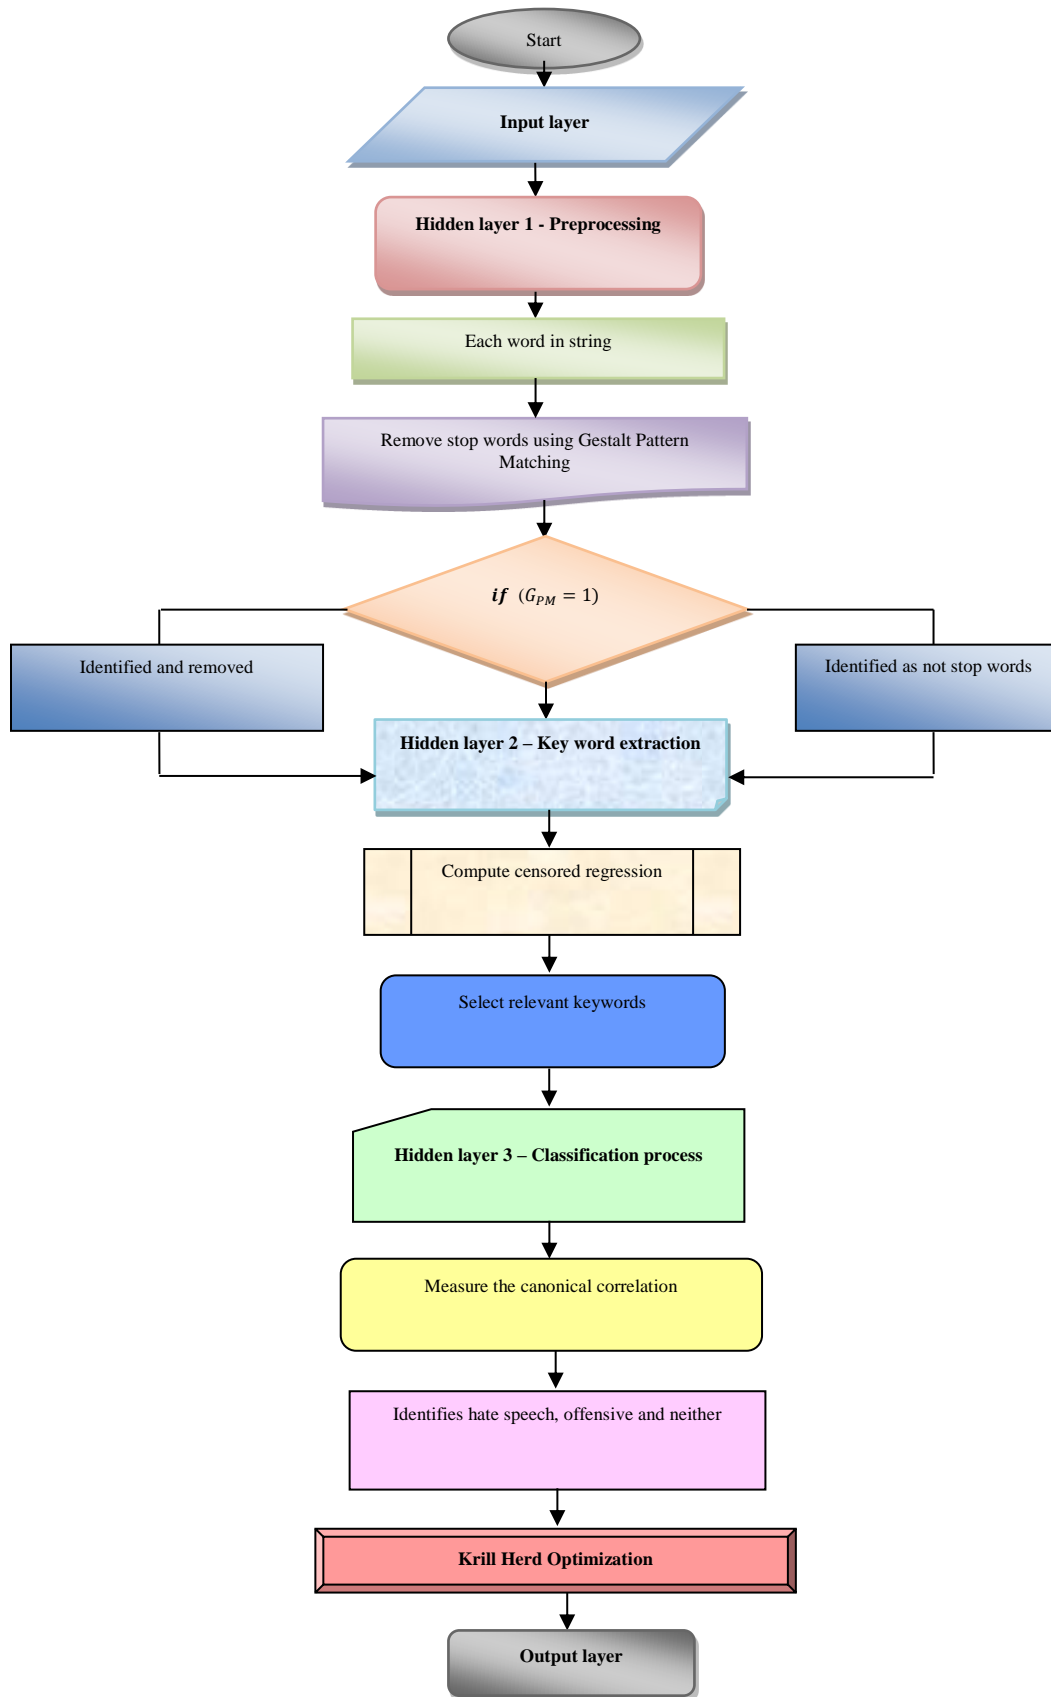 Start
Input layer
Hidden layer 1 - Preprocessing
Each word in string
Remove stop words using Gestalt Pattern
Matching
if (G_PM = 1)
Identified and removed
Identified as not stop words
Hidden layer 2 – Key word extraction
Compute censored regression
Select relevant keywords
Hidden layer 3 – Classification process
Measure the canonical correlation
Identifies hate speech, offensive and neither
Krill Herd Optimization
Output layer